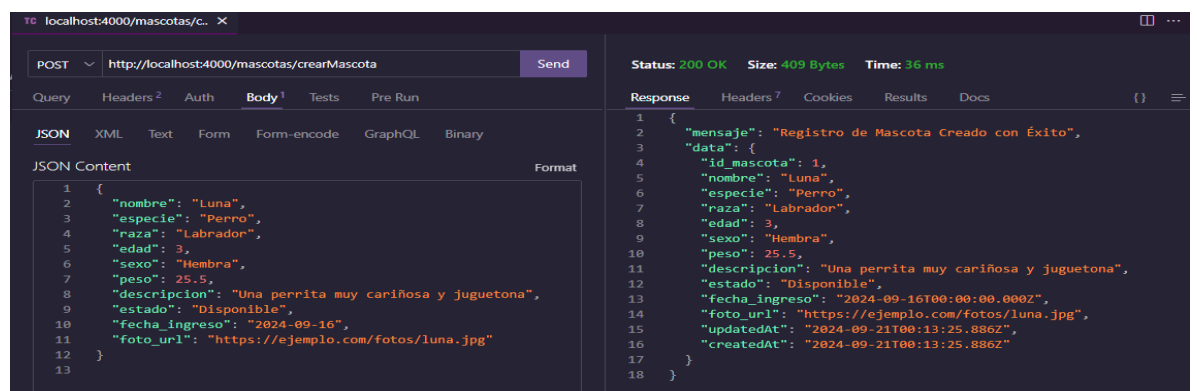 TC localhost:4000/mascotas/c.. ×
POST http://localhost:4000/mascotas/crearMascota Send
Query Headers 2 Auth Body 1 Tests Pre Run
JSON XML Text Form Form-encode GraphQL Binary
JSON Content Format
1 {
2 "nombre": "Luna",
3 "especie": "Perro",
4 "raza": "Labrador",
5 "edad": 3,
6 "sexo": "Hembra",
7 "peso": 25.5,
8 "descripcion": "Una perrita muy cariñosa y juguetona",
9 "estado": "Disponible",
10 "fecha_ingreso": "2024-09-16",
11 "foto_url": "https://ejemplo.com/fotos/luna.jpg"
12 }
13
Status: 200 OK Size: 409 Bytes Time: 36 ms
Response Headers 7 Cookies Results Docs {}
1 {
2 "mensaje": "Registro de Mascota Creado con Éxito",
3 "data": {
4 "id_mascota": 1,
5 "nombre": "Luna",
6 "especie": "Perro",
7 "raza": "Labrador",
8 "edad": 3,
9 "sexo": "Hembra",
10 "peso": 25.5,
11 "descripcion": "Una perrita muy cariñosa y juguetona",
12 "estado": "Disponible",
13 "fecha_ingreso": "2024-09-16T00:00:00.000Z",
14 "foto_url": "https://ejemplo.com/fotos/luna.jpg",
15 "updatedAt": "2024-09-21T00:13:25.886Z",
16 "createdAt": "2024-09-21T00:13:25.886Z"
17 }
18 }